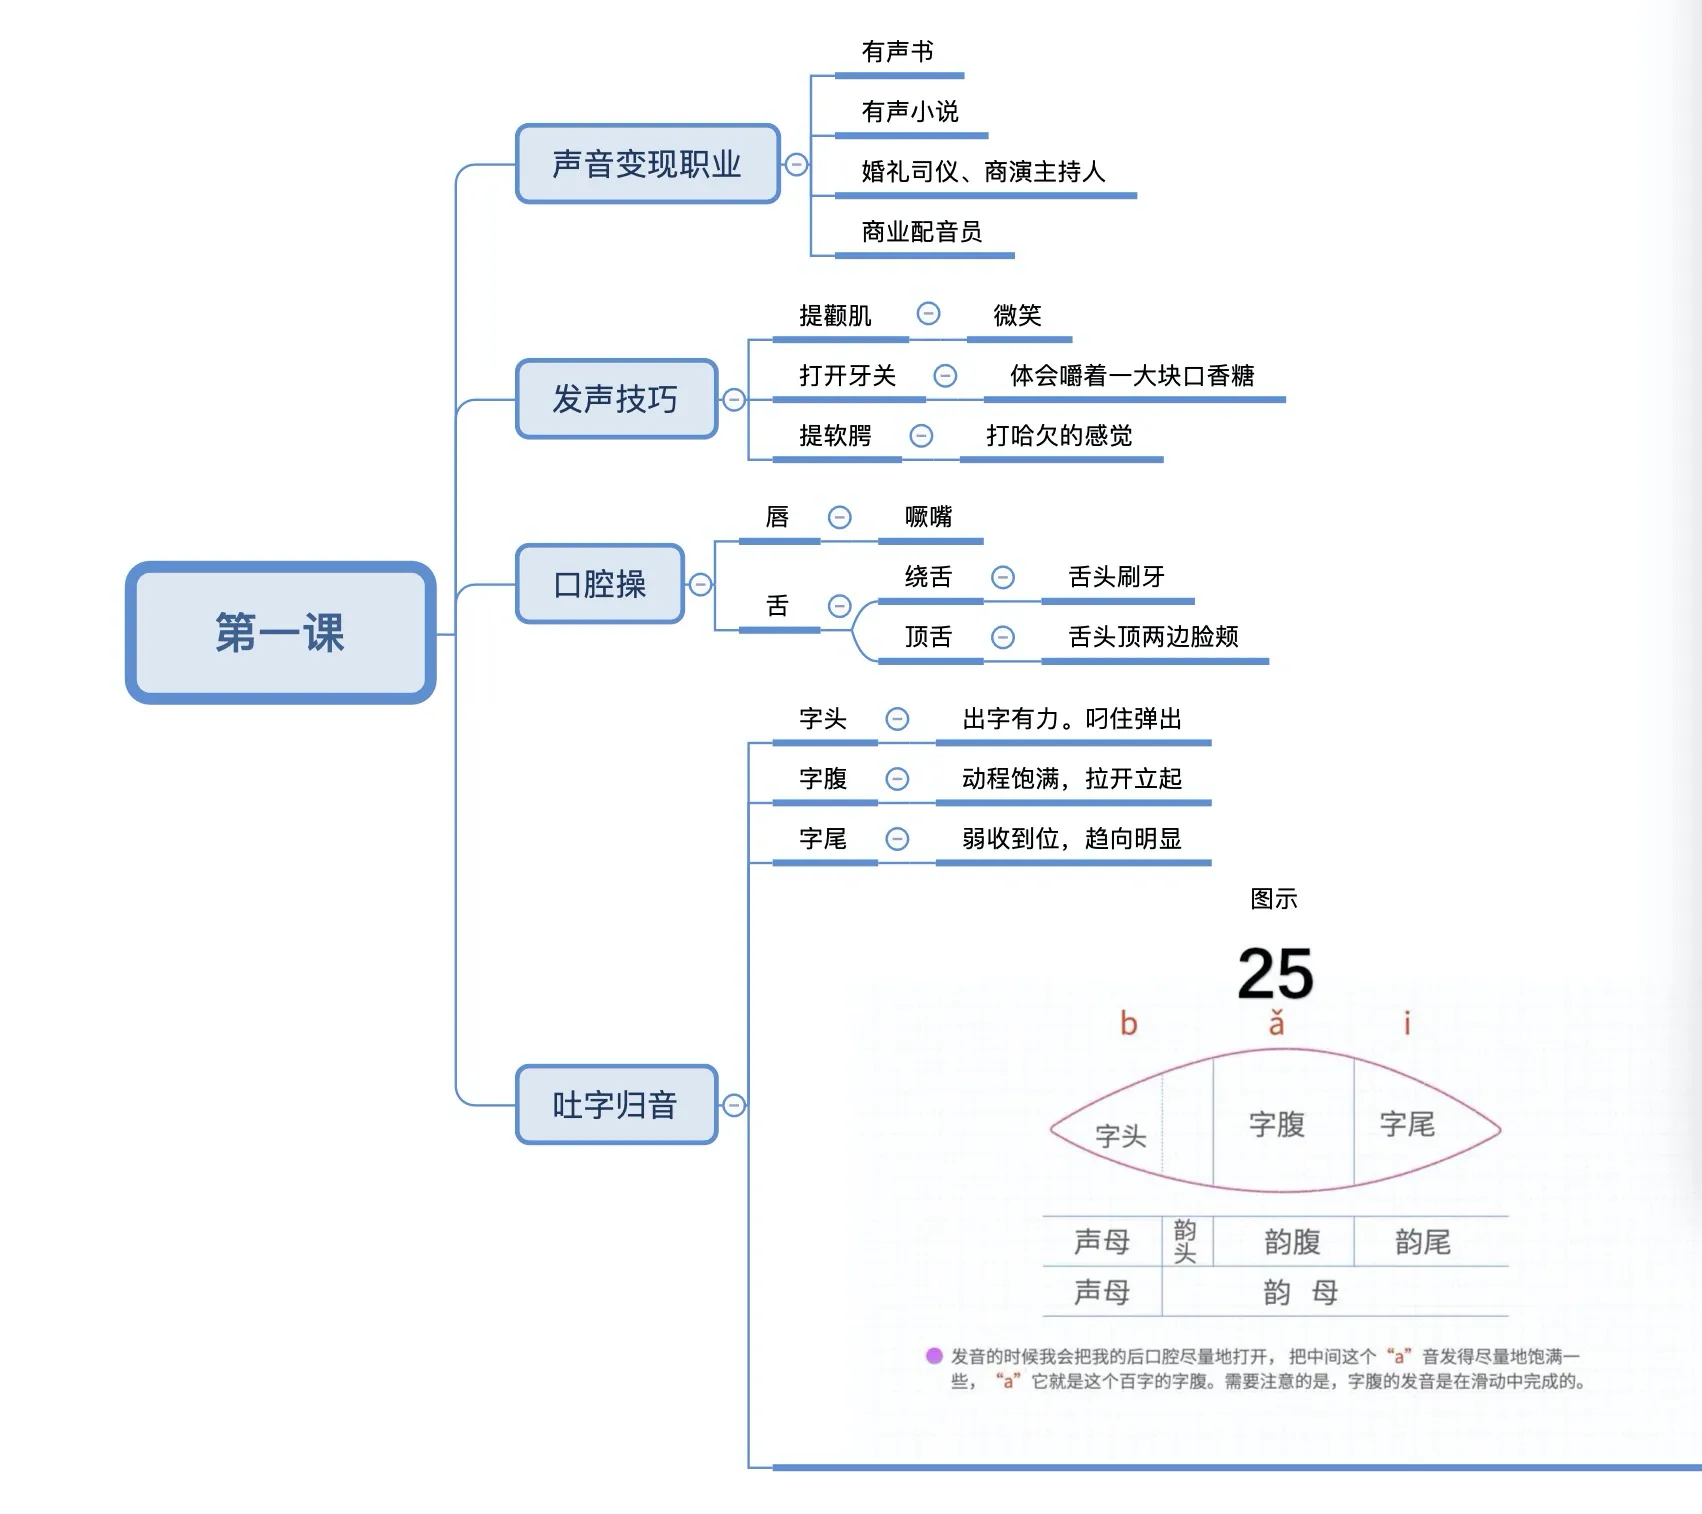 第一课
声音变现职业
有声书
有声小说
婚礼司仪、商演主持人
商业配音员
发声技巧
提颧肌
微笑
打开牙关
体会嚼着一大块口香糖
提软腭
打哈欠的感觉
口腔操
唇
噘嘴
舌
绕舌
舌头刷牙
顶舌
舌头顶两边脸颊
吐字归音
字头
出字有力。叼住弹出
字腹
动程饱满，拉开立起
字尾
弱收到位，趋向明显
图示
25
b ǎ i
字头 字腹 字尾
声母 韵头 韵腹 韵尾
声母 韵 母
发音的时候我会把我的后口腔尽量地打开， 把中间这个 “a” 音发得尽量地饱满一
些， “a” 它就是这个百字的字腹。需要注意的是，字腹的发音是在滑动中完成的。